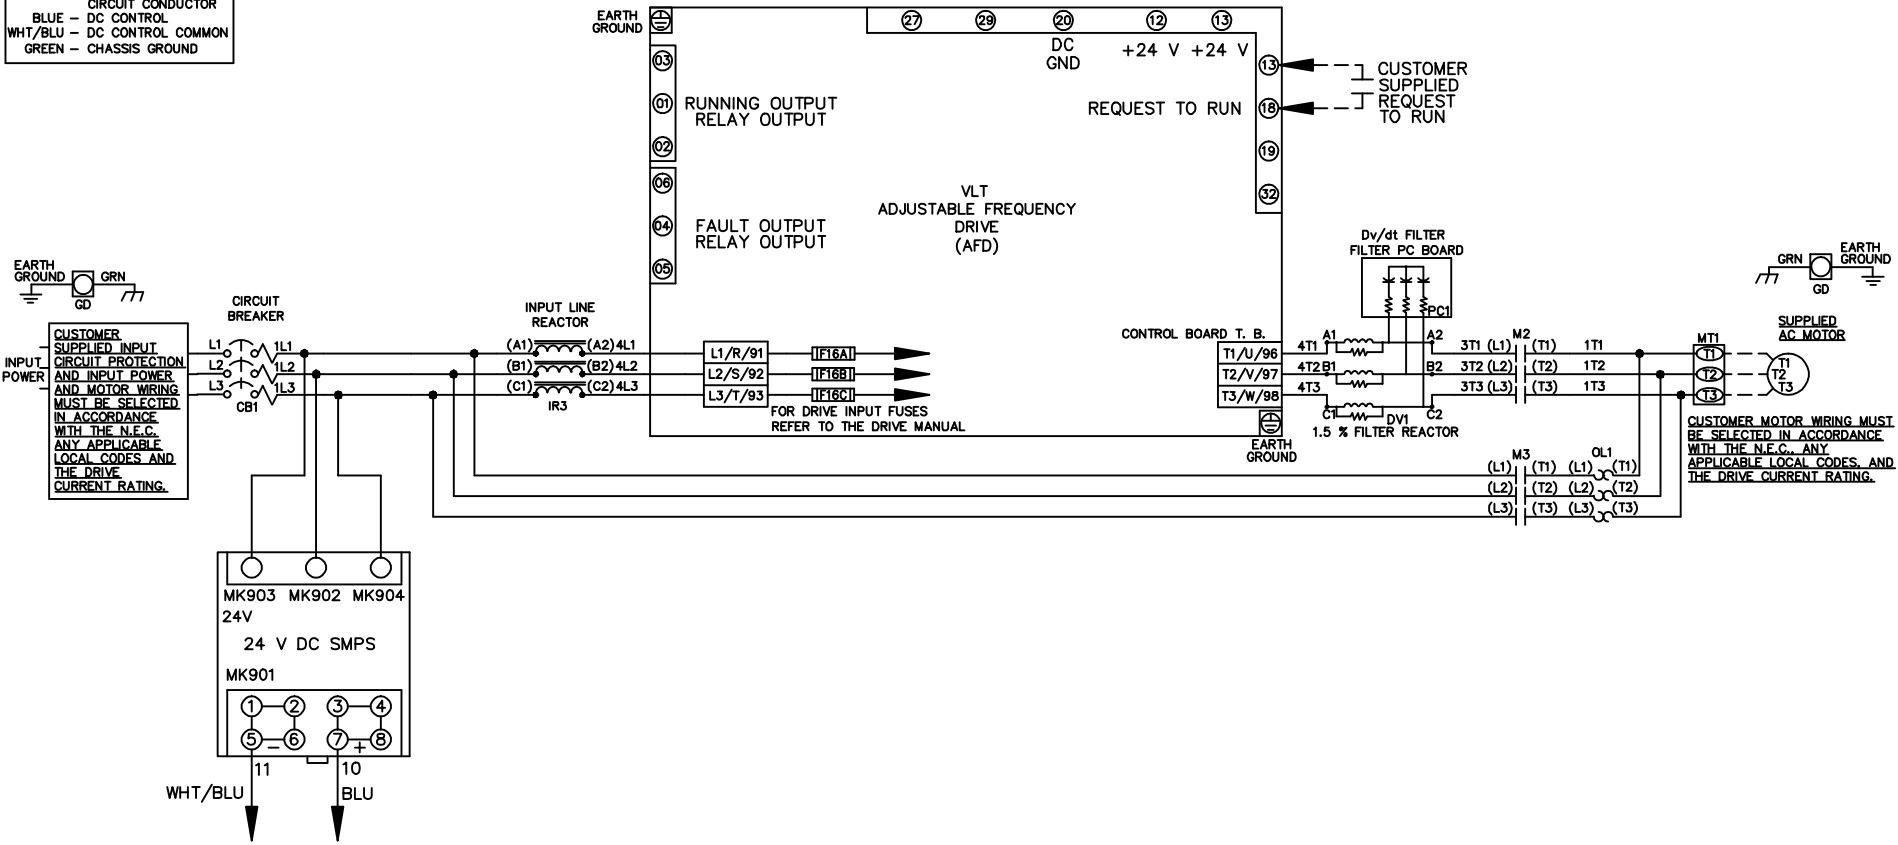 CIRCUIT CONDUCTOR
BLUE – DC CONTROL
WHT/BLU – DC CONTROL COMMON
GREEN – CHASSIS GROUND
EARTH
GROUND
27
29
20
12
13
DC
GND
+24 V
+24 V
03
01
02
RUNNING OUTPUT
RELAY OUTPUT
06
04
05
FAULT OUTPUT
RELAY OUTPUT
13
18
19
32
REQUEST TO RUN
CUSTOMER
SUPPLIED
REQUEST
TO RUN
VLT
ADJUSTABLE FREQUENCY
DRIVE
(AFD)
Dv/dt FILTER
FILTER PC BOARD
PC1
EARTH
GROUND
GRN
GD
CIRCUIT
BREAKER
INPUT LINE
REACTOR
INPUT
POWER
CUSTOMER
SUPPLIED INPUT
CIRCUIT PROTECTION
AND INPUT POWER
AND MOTOR WIRING
MUST BE SELECTED
IN ACCORDANCE
WITH THE N.E.C.
ANY APPLICABLE
LOCAL CODES AND
THE DRIVE
CURRENT RATING.
L1
1L1
L2
1L2
L3
1L3
CB1
(A1)
(A2)
4L1
(B1)
(B2)
4L2
(C1)
(C2)
4L3
IR3
L1/R/91
L2/S/92
L3/T/93
F16A
F16B
F16C
FOR DRIVE INPUT FUSES
REFER TO THE DRIVE MANUAL
CONTROL BOARD T. B.
T1/U/96
T2/V/97
T3/W/98
EARTH
GROUND
4T1
A1
A2
4T2
B1
B2
4T3
C1
C2
DV1
1.5 % FILTER REACTOR
M2
3T1 (L1) (T1) 1T1
3T2 (L2) (T2) 1T2
3T3 (L3) (T3) 1T3
MT1
T1
T2
T3
GRN
EARTH
GROUND
GD
SUPPLIED
AC MOTOR
T1
T2
T3
CUSTOMER MOTOR WIRING MUST
BE SELECTED IN ACCORDANCE
WITH THE N.E.C., ANY
APPLICABLE LOCAL CODES, AND
THE DRIVE CURRENT RATING.
M3
OL1
(L1) (T1) (L1) (T1)
(L2) (T2) (L2) (T2)
(L3) (T3) (L3) (T3)
MK903 MK902 MK904
24V
24 V DC SMPS
MK901
1 2 3 4
5 – 6 7 + 8
11
10
WHT/BLU
BLU